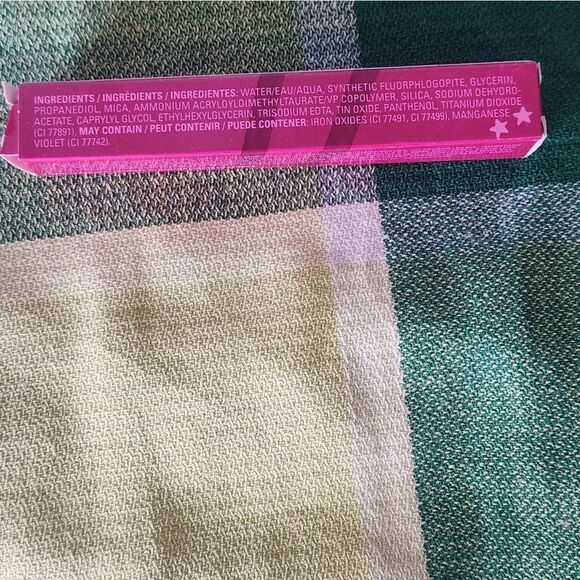 INGREDIENTS / INGRÉDIENTS / INGREDIENTES: WATER/EAU/AQUA, SYNTHETIC FLUORPHLOGOPITE, GLYCERIN,
PROPANEDIOL, MICA, AMMONIUM ACRYLOYLDIMETHYLTAURATE/VP COPOLYMER, SILICA, SODIUM DEHYDRO-
ACETATE, CAPRYLYL GLYCOL, ETHYLHEXYLGLYCERIN, TRISODIUM EDTA, TIN OXIDE, PANTHENOL, TITANIUM DIOXIDE
(CI 77891). MAY CONTAIN / PEUT CONTENIR / PUEDE CONTENER: IRON OXIDES (CI 77491, CI 77499), MANGANESE
VIOLET (CI 77742).